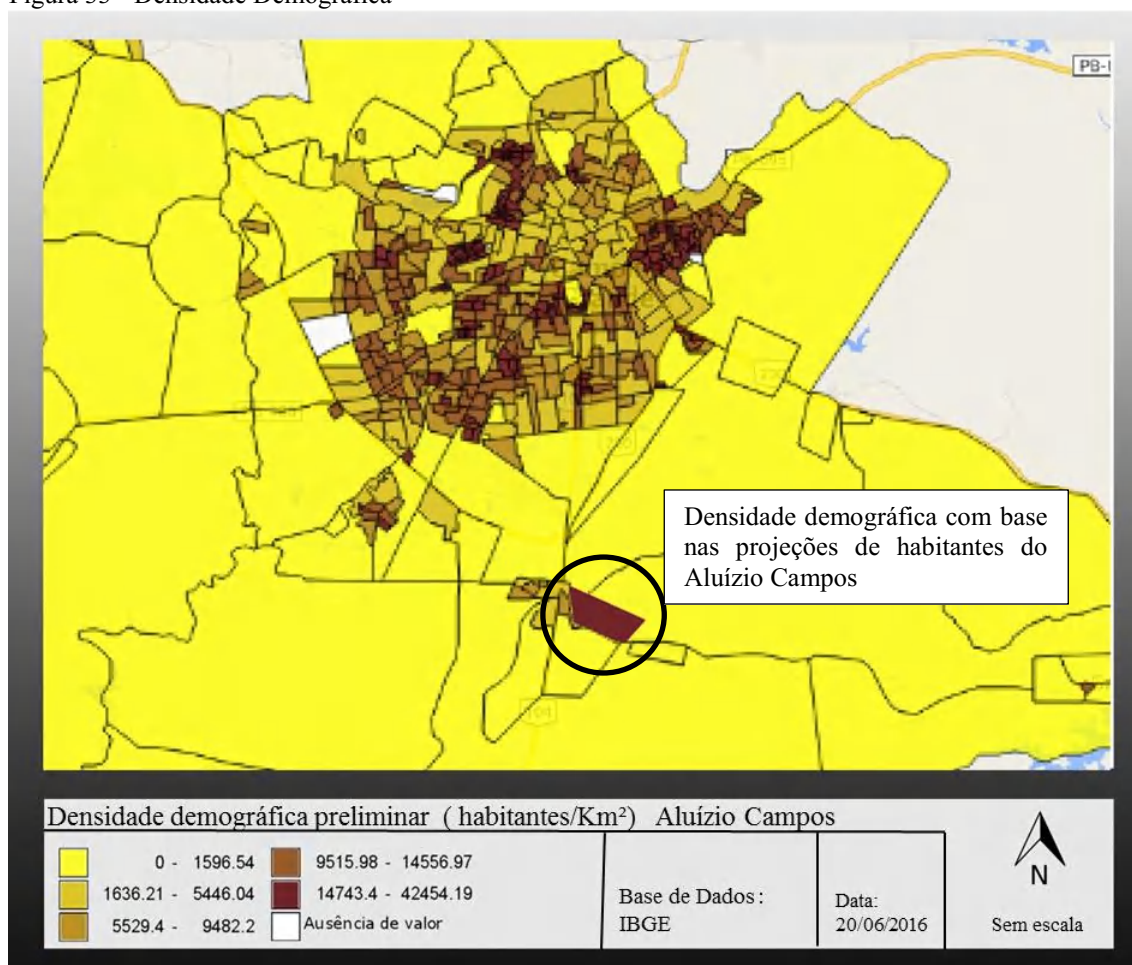 Figura 53 - Densidade Demográfica
PB-
104
Densidade demográfica com base
nas projeções de habitantes do
Aluízio Campos
Densidade demográfica preliminar ( habitantes/Km²) Aluízio Campos
0 - 1596.54
1636.21 - 5446.04
5529.4 - 9482.2
9515.98 - 14556.97
14743.4 - 42454.19
Ausência de valor
Base de Dados :
IBGE
Data:
20/06/2016
N
Sem escala